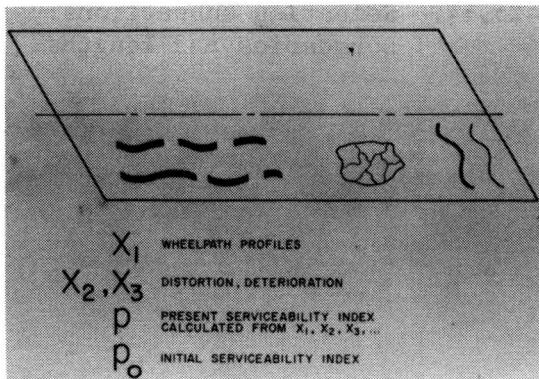 X₁ WHEELPATH PROFILES
X₂, X₃ DISTORTION, DETERIORATION
p PRESENT SERVICEABILITY INDEX
CALCULATED FROM X₁, X₂, X₃, ...
p₀ INITIAL SERVICEABILITY INDEX